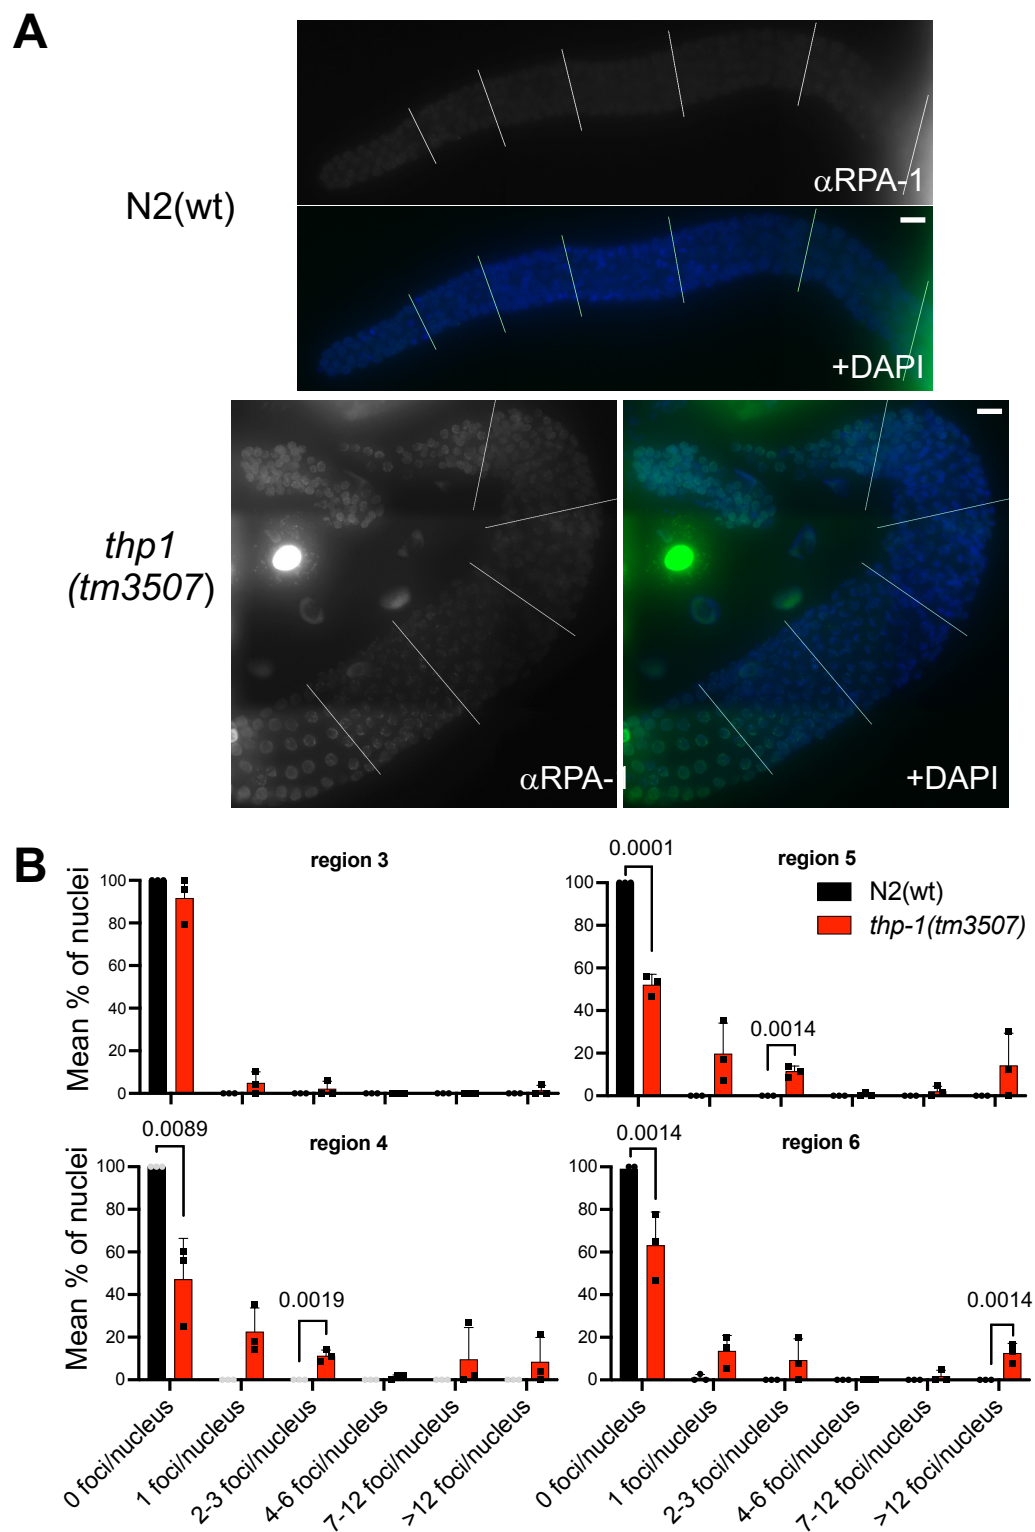 A
N2(wt)
αRPA-1
+DAPI
thp1
(tm3507)
αRPA-1
+DAPI
B
region 3
Mean % of nuclei
100
80
60
40
20
0
region 5
0.0001
0.0014
N2(wt)
thp-1(tm3507)
100
80
60
40
20
0
region 4
Mean % of nuclei
0.0089
0.0019
100
80
60
40
20
0
0 foci/nucleus
1 foci/nucleus
2-3 foci/nucleus
4-6 foci/nucleus
7-12 foci/nucleus
>12 foci/nucleus
region 6
0.0014
0.0014
100
80
60
40
20
0
0 foci/nucleus
1 foci/nucleus
2-3 foci/nucleus
4-6 foci/nucleus
7-12 foci/nucleus
>12 foci/nucleus